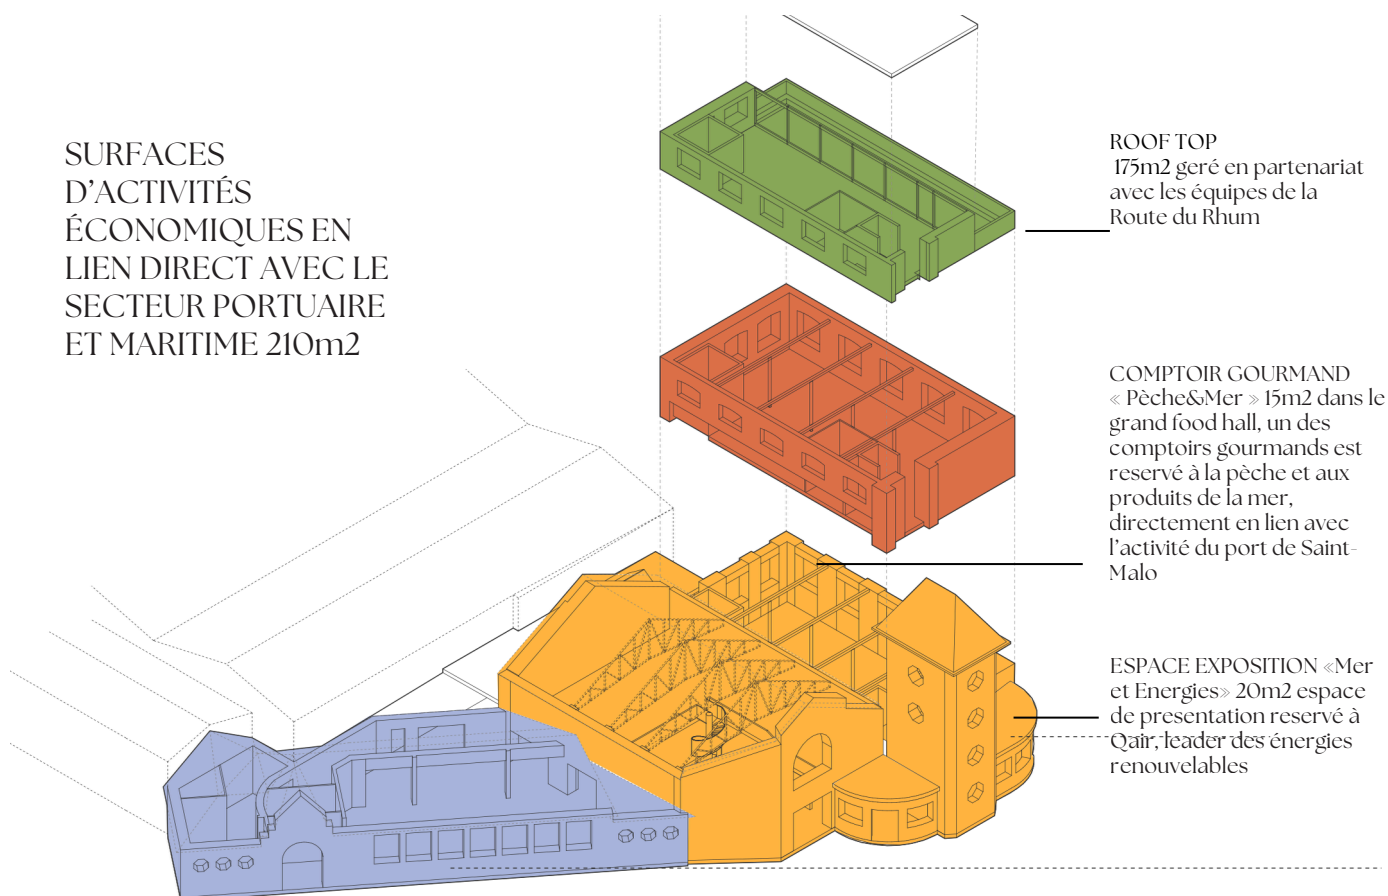 SURFACES
D’ACTIVITÉS
ÉCONOMIQUES EN
LIEN DIRECT AVEC LE
SECTEUR PORTUAIRE
ET MARITIME 210m2
ROOF TOP
175m2 geré en partenariat
avec les équipes de la
Route du Rhum
COMPTOIR GOURMAND
« Pèche&Mer » 15m2 dans le
grand food hall, un des
comptoirs gourmands est
reservé à la pèche et aux
produits de la mer,
directement en lien avec
l’activité du port de Saint-
Malo
ESPACE EXPOSITION «Mer
et Energies» 20m2 espace
de presentation reservé à
Qair, leader des énergies
renouvelables